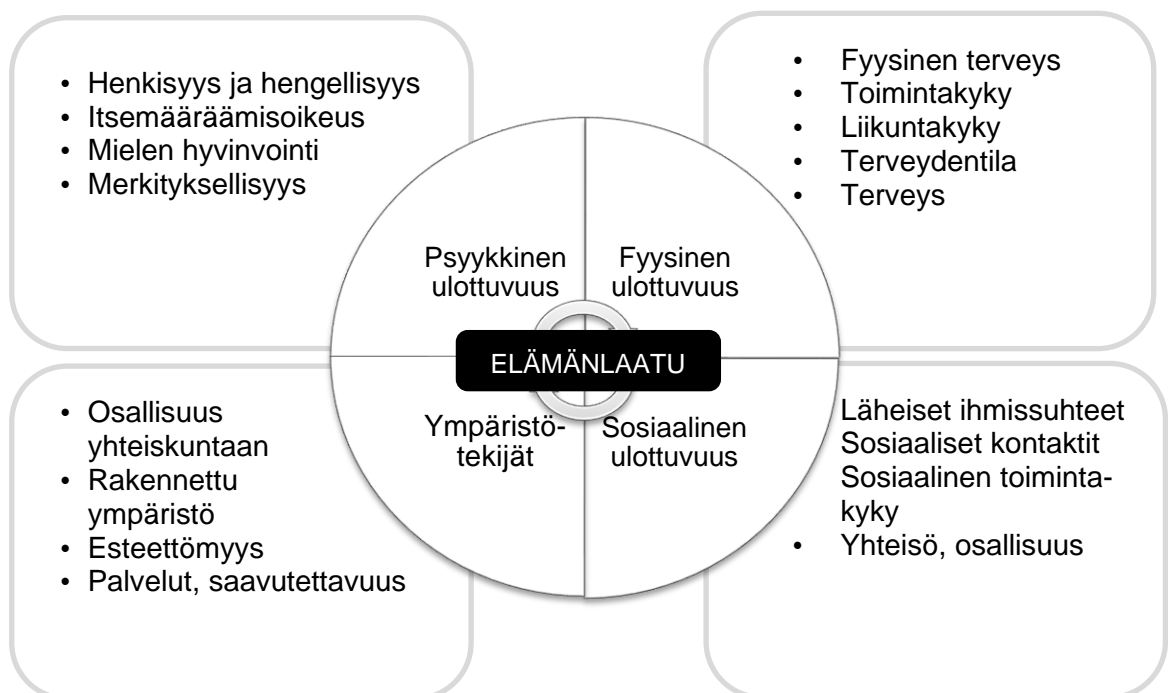 • Henkisyys ja hengellisyys
• Itsemääräämisoikeus
• Mielen hyvinvointi
• Merkityksellisyys
• Fyysinen terveys
• Toimintakyky
• Liikuntakyky
• Terveydentila
• Terveys
Psyykkinen
ulottuvuus
Fyysinen
ulottuvuus
ELÄMÄNLAATU
Ympäristö-
tekijät
Sosiaalinen
ulottuvuus
• Osallisuus
yhteiskuntaan
• Rakennettu
ympäristö
• Esteettömyys
• Palvelut, saavutettavuus
Läheiset ihmissuhteet
Sosiaaliset kontaktit
Sosiaalinen toiminta-
kyky
• Yhteisö, osallisuus